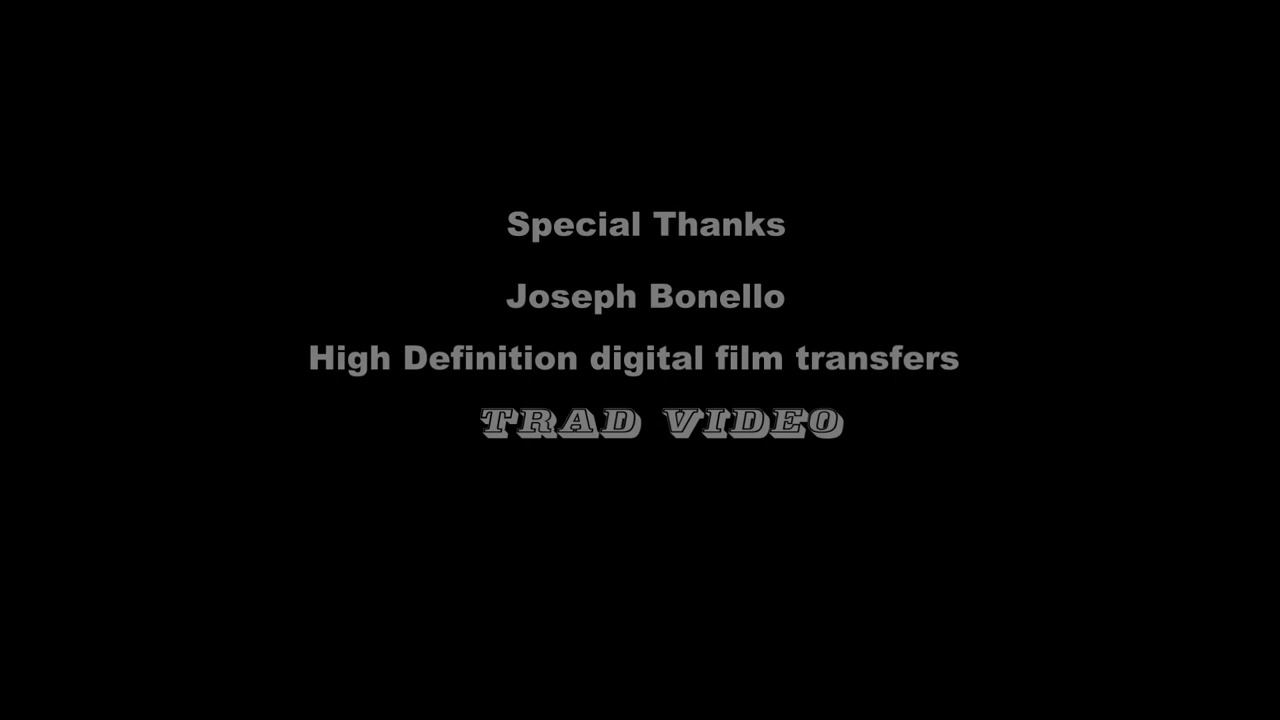 Special Thanks
Joseph Bonello
High Definition digital film transfers
TRAD VIDEO